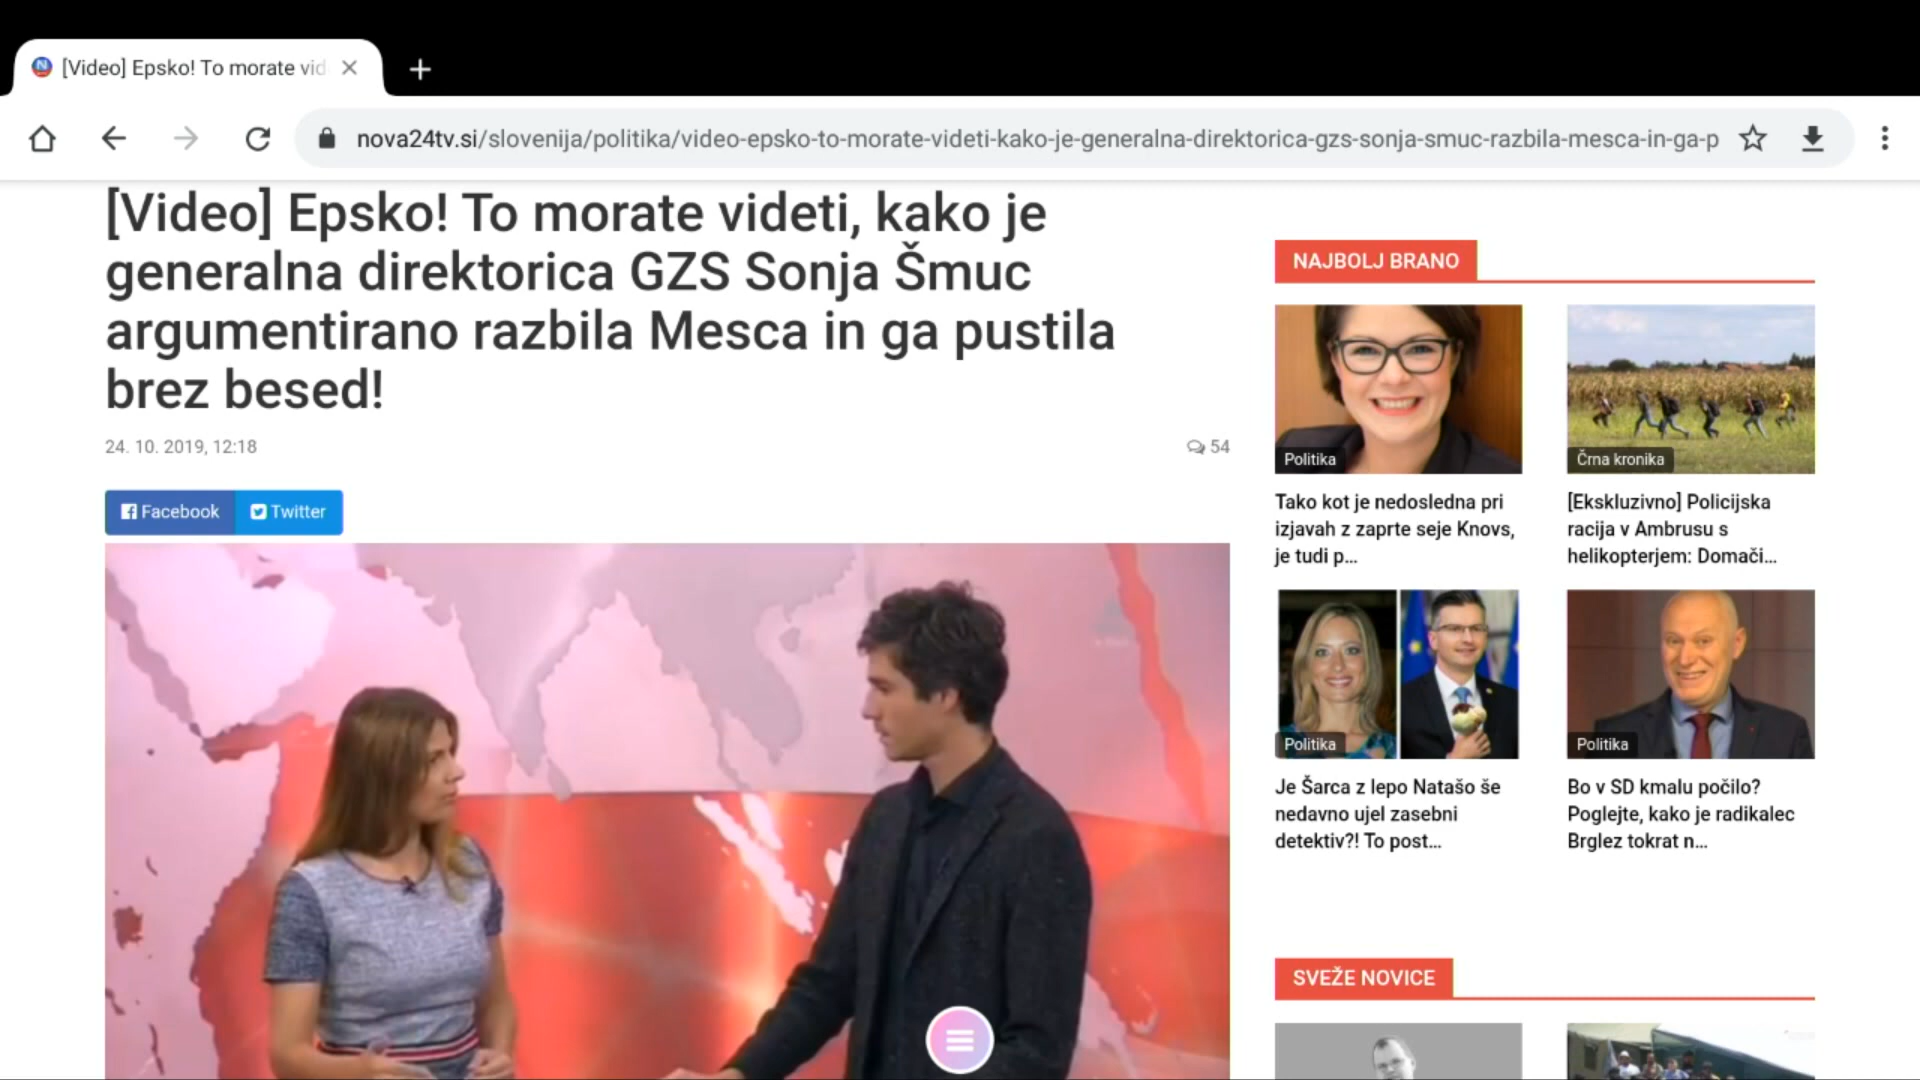 [Video] Epsko! To morate vid
nova24tv.si/slovenija/politika/video-epsko-to-morate-videti-kako-je-generalna-direktorica-gzs-sonja-smuc-razbila-mesca-in-ga-p
[Video] Epsko! To morate videti, kako je
generalna direktorica GZS Sonja Šmuc
argumentirano razbila Mesca in ga pustila
brez besed!
24. 10. 2019, 12:18
54
Facebook
Twitter
NAJBOLJ BRANO
Politika
Tako kot je nedosledna pri
izjavah z zaprte seje Knovs,
je tudi p...
Črna kronika
[Ekskluzivno] Policijska
racija v Ambrusu s
helikopterjem: Domači...
Politika
Je Šarca z lepo Natašo še
nedavno ujel zasebni
detektiv?! To post...
Politika
Bo v SD kmalu počilo?
Poglejte, kako je radikalec
Brglez tokrat n...
SVEŽE NOVICE